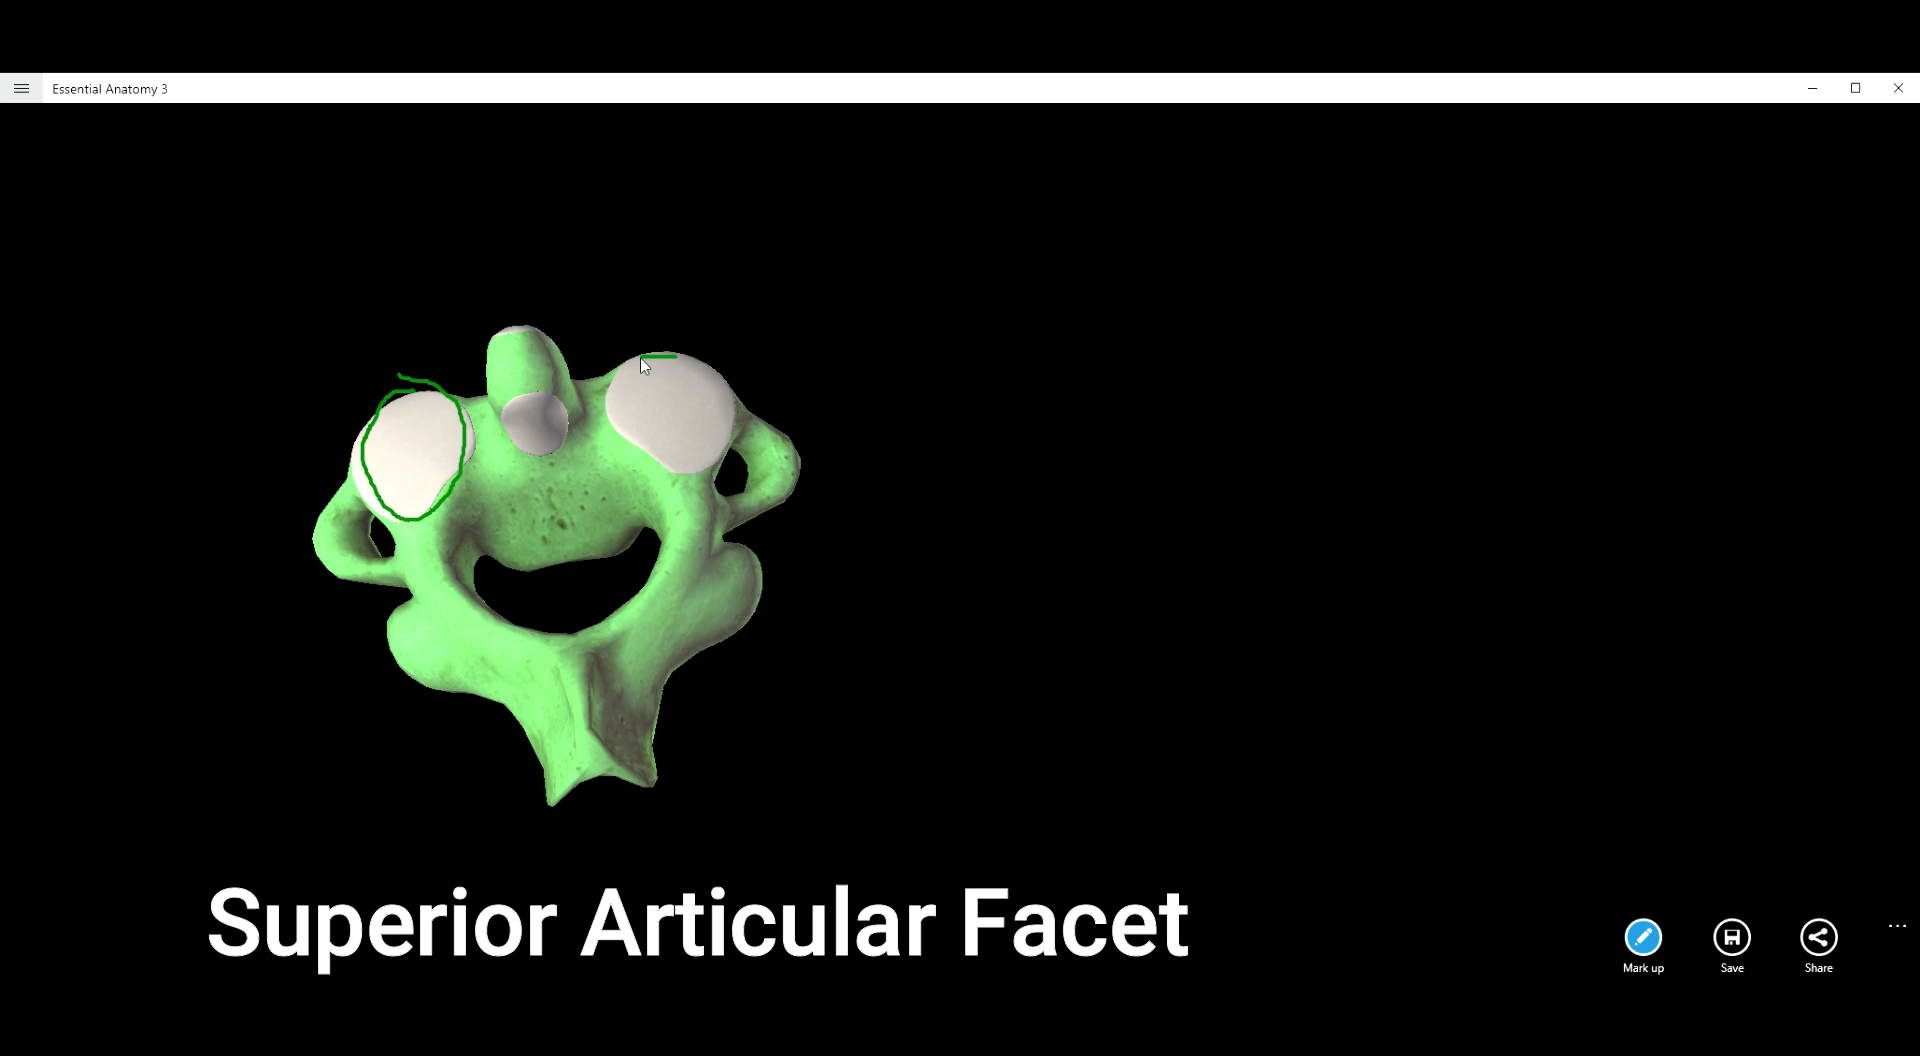 Essential Anatomy 3
Superior Articular Facet
Mark up
Save
Share